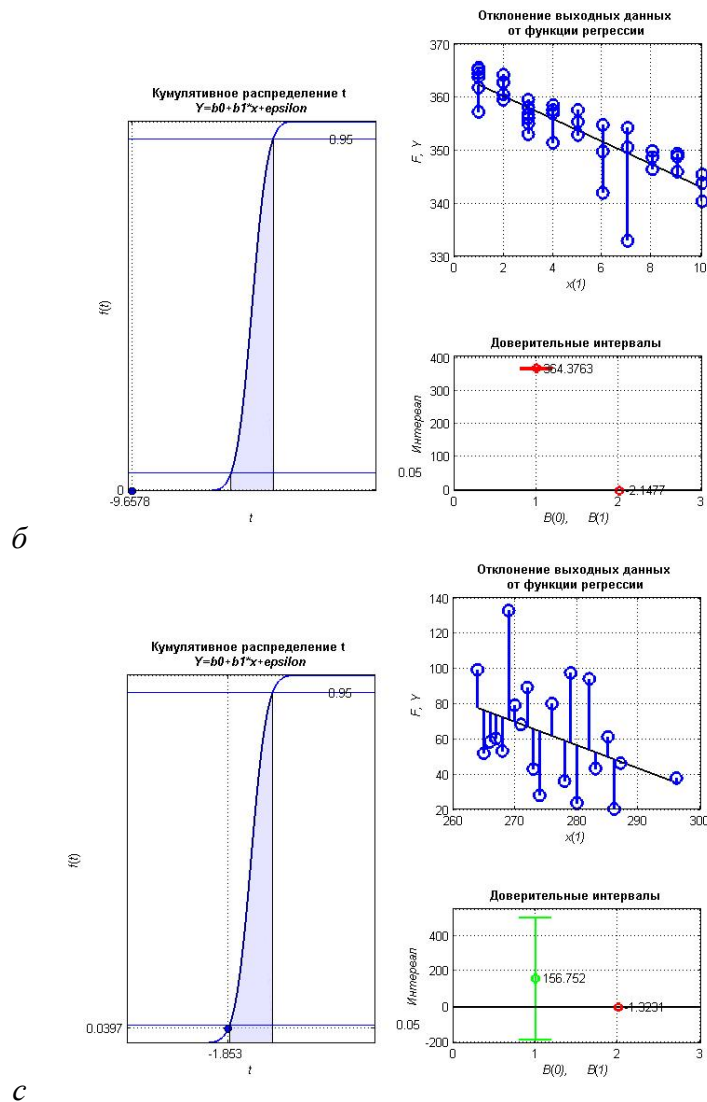 Отклонение выходных данных
от функции регрессии
370
360
350
340
330
F, Y
0
2
4
6
8
10
x(1)
Кумулятивное распределение t
Y=b0+b1*x+epsilon
0.95
f(t)
0.05
0
-9.6578
t
Доверительные интервалы
400
300
200
100
0
Интервал
364.3763
-2.1477
0
1
2
3
B(0), B(1)
б
Отклонение выходных данных
от функции регрессии
140
120
100
80
60
40
20
F, Y
260
270
280
290
300
x(1)
Кумулятивное распределение t
Y=b0+b1*x+epsilon
0.95
f(t)
0.05
0.0397
-1.853
t
Доверительные интервалы
400
200
0
-200
Интервал
156.752
-1.3231
0
1
2
3
B(0), B(1)
с